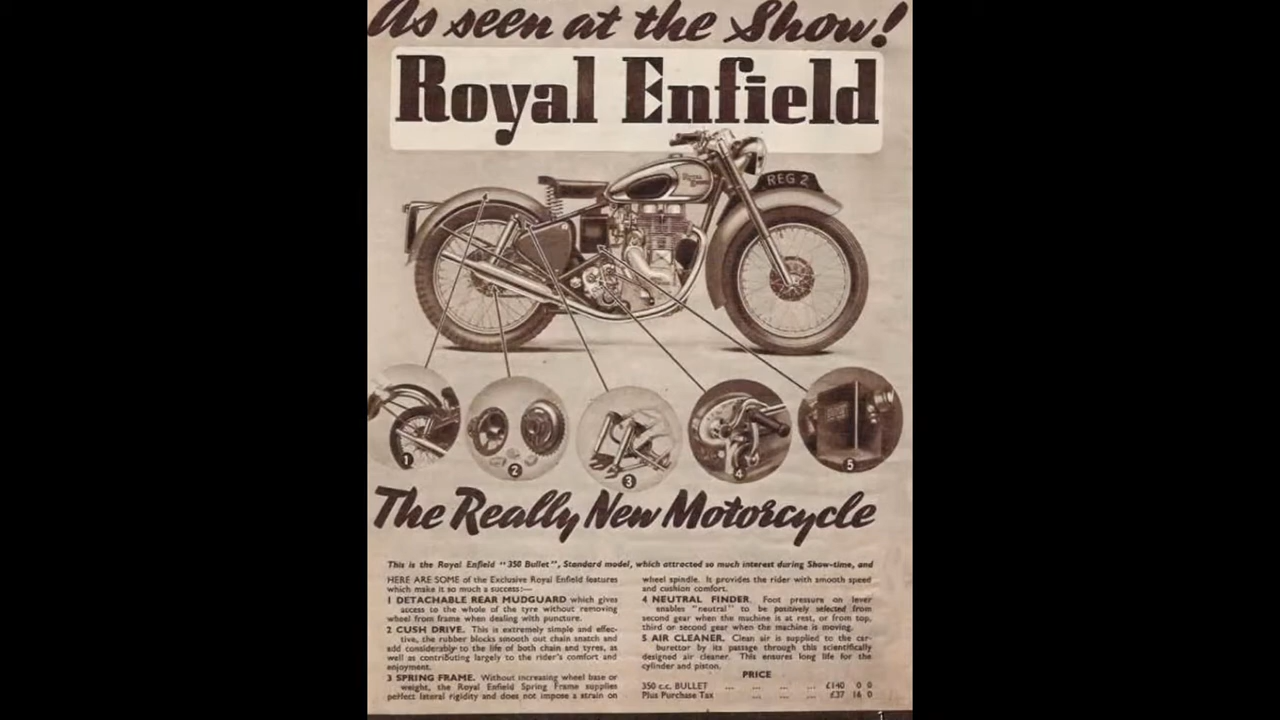 As seen at the Show!
Royal Enfield
Royal
Enfield
REG 2
1
2
3
4
5
The Really New Motorcycle
This is the Royal Enfield "350 Bullet", Standard model, which attracted so much interest during Show-time, and
HERE ARE SOME of the Exclusive Royal Enfield features
which make it so much a success:—
1 DETACHABLE REAR MUDGUARD which gives
access to the whole of the tyre without removing
wheel from frame when dealing with puncture.
2 CUSH DRIVE. This is extremely simple and effec-
tive, the rubber blocks smooth out chain snatch and
add considerably to the life of both chain and tyres, as
well as contributing largely to the rider's comfort and
enjoyment.
3 SPRING FRAME. Without increasing wheel base or
weight, the Royal Enfield Spring Frame supplies
perfect lateral rigidity and does not impose a strain on
wheel spindle. It provides the rider with smooth speed
and cushion comfort.
4 NEUTRAL FINDER. Foot pressure on lever
enables "neutral" to be positively selected from
second gear when the machine is at rest, or from top,
third or second gear when the machine is moving.
5 AIR CLEANER. Clean air is supplied to the car-
burettor by its passage through this scientifically
designed air cleaner. This ensures long life for the
cylinder and piston.
PRICE
350 c.c. BULLET ... ... ... ... £140 0 0
Plus Purchase Tax ... ... ... £37 16 0